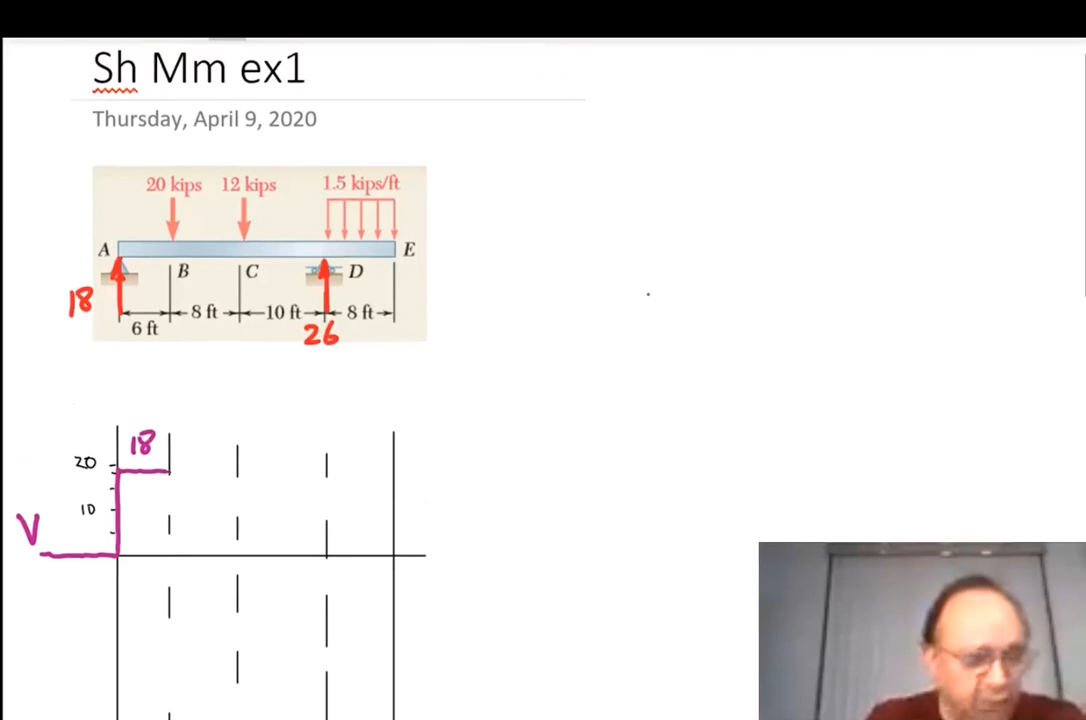 Sh Mm ex1
Thursday, April 9, 2020
20 kips 12 kips 1.5 kips/ft
A E
B C D
18
8 ft 10 ft 8 ft
6 ft
26
18
20
10
V